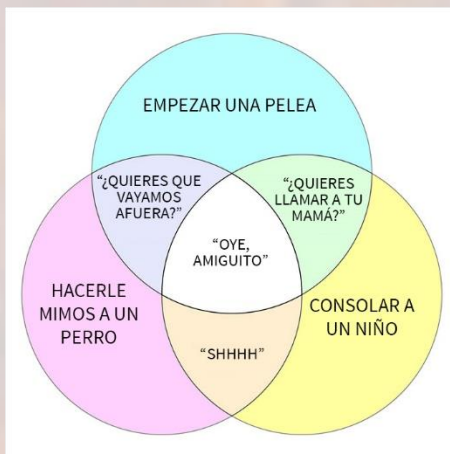 EMPEZAR UNA PELEA
“¿QUIERES QUE
VAYAMOS
AFUERA?”
“¿QUIERES
LLAMAR A TU
MAMÁ?”
“OYE,
AMIGUITO”
HACERLE
MIMOS A UN
PERRO
CONSOLAR A
UN NIÑO
“SHHHH”